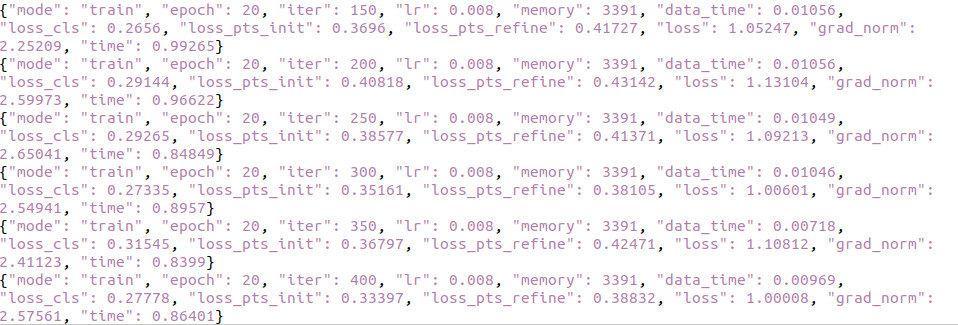 {"mode": "train", "epoch": 20, "iter": 150, "lr": 0.008, "memory": 3391, "data_time": 0.01056,
"loss_cls": 0.2656, "loss_pts_init": 0.3696, "loss_pts_refine": 0.41727, "loss": 1.05247, "grad_norm":
2.25209, "time": 0.99265}
{"mode": "train", "epoch": 20, "iter": 200, "lr": 0.008, "memory": 3391, "data_time": 0.01056,
"loss_cls": 0.29144, "loss_pts_init": 0.40818, "loss_pts_refine": 0.43142, "loss": 1.13104, "grad_norm":
2.59973, "time": 0.96622}
{"mode": "train", "epoch": 20, "iter": 250, "lr": 0.008, "memory": 3391, "data_time": 0.01049,
"loss_cls": 0.29265, "loss_pts_init": 0.38577, "loss_pts_refine": 0.41371, "loss": 1.09213, "grad_norm":
2.65041, "time": 0.84849}
{"mode": "train", "epoch": 20, "iter": 300, "lr": 0.008, "memory": 3391, "data_time": 0.01046,
"loss_cls": 0.27335, "loss_pts_init": 0.35161, "loss_pts_refine": 0.38105, "loss": 1.00601, "grad_norm":
2.54941, "time": 0.8957}
{"mode": "train", "epoch": 20, "iter": 350, "lr": 0.008, "memory": 3391, "data_time": 0.00718,
"loss_cls": 0.31545, "loss_pts_init": 0.36797, "loss_pts_refine": 0.42471, "loss": 1.10812, "grad_norm":
2.41123, "time": 0.8399}
{"mode": "train", "epoch": 20, "iter": 400, "lr": 0.008, "memory": 3391, "data_time": 0.00969,
"loss_cls": 0.27778, "loss_pts_init": 0.33397, "loss_pts_refine": 0.38832, "loss": 1.00008, "grad_norm":
2.57561, "time": 0.86401}